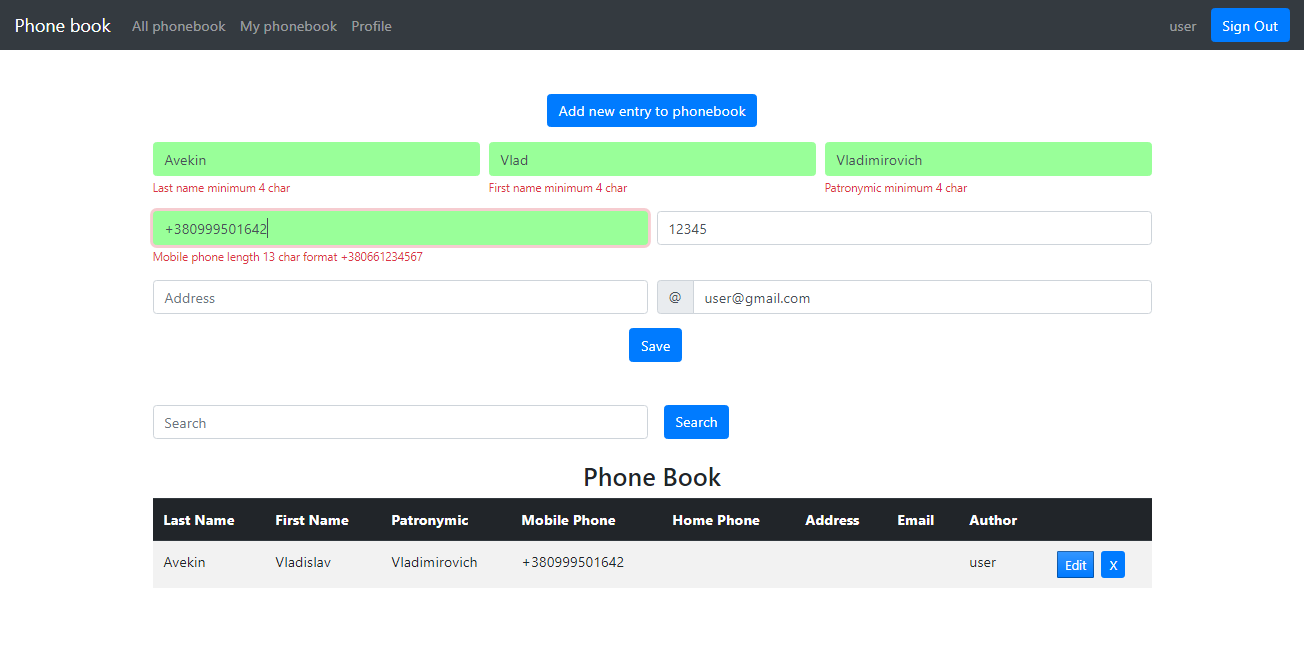 Phone book All phonebook My phonebook Profile user Sign Out
Add new entry to phonebook
Avekin Vlad Vladimirovich
Last name minimum 4 char First name minimum 4 char Patronymic minimum 4 char
+380999501642 12345
Mobile phone length 13 char format +380661234567
Address @ user@gmail.com
Save
Search Search
Phone Book
Last Name First Name Patronymic Mobile Phone Home Phone Address Email Author
Avekin Vladislav Vladimirovich +380999501642 user Edit X